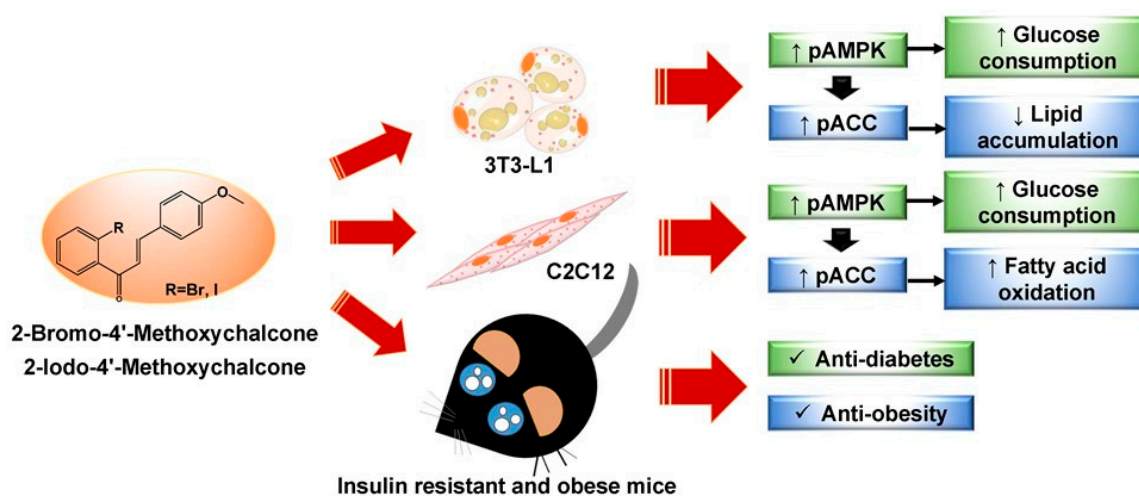 O
R
O
R=Br, I
2-Bromo-4'-Methoxychalcone
2-Iodo-4'-Methoxychalcone
3T3-L1
C2C12
Insulin resistant and obese mice
↑ pAMPK
↑ Glucose
consumption
↑ pACC
↓ Lipid
accumulation
↑ pAMPK
↑ Glucose
consumption
↑ pACC
↑ Fatty acid
oxidation
✓ Anti-diabetes
✓ Anti-obesity